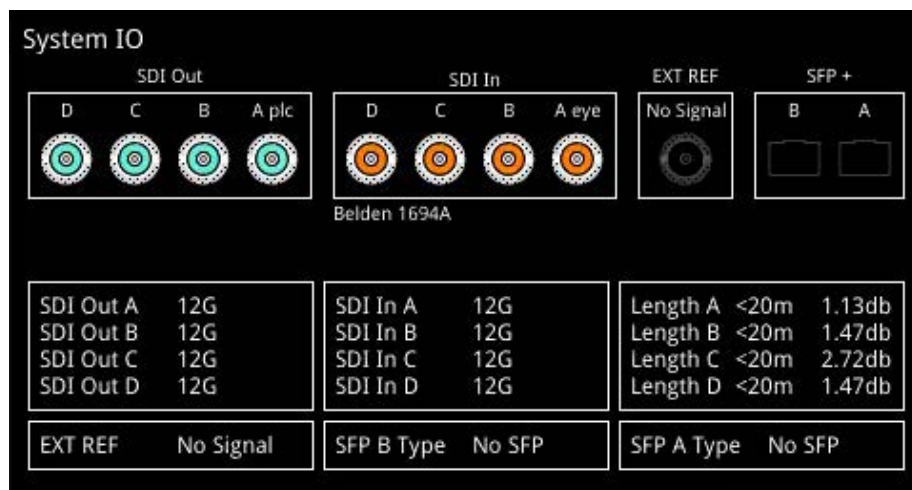 System IO
SDI Out SDI In EXT REF SFP +
D C B A plc D C B A eye No Signal B A
Belden 1694A
SDI Out A 12G SDI In A 12G Length A <20m 1.13db
SDI Out B 12G SDI In B 12G Length B <20m 1.47db
SDI Out C 12G SDI In C 12G Length C <20m 2.72db
SDI Out D 12G SDI In D 12G Length D <20m 1.47db
EXT REF No Signal SFP B Type No SFP SFP A Type No SFP